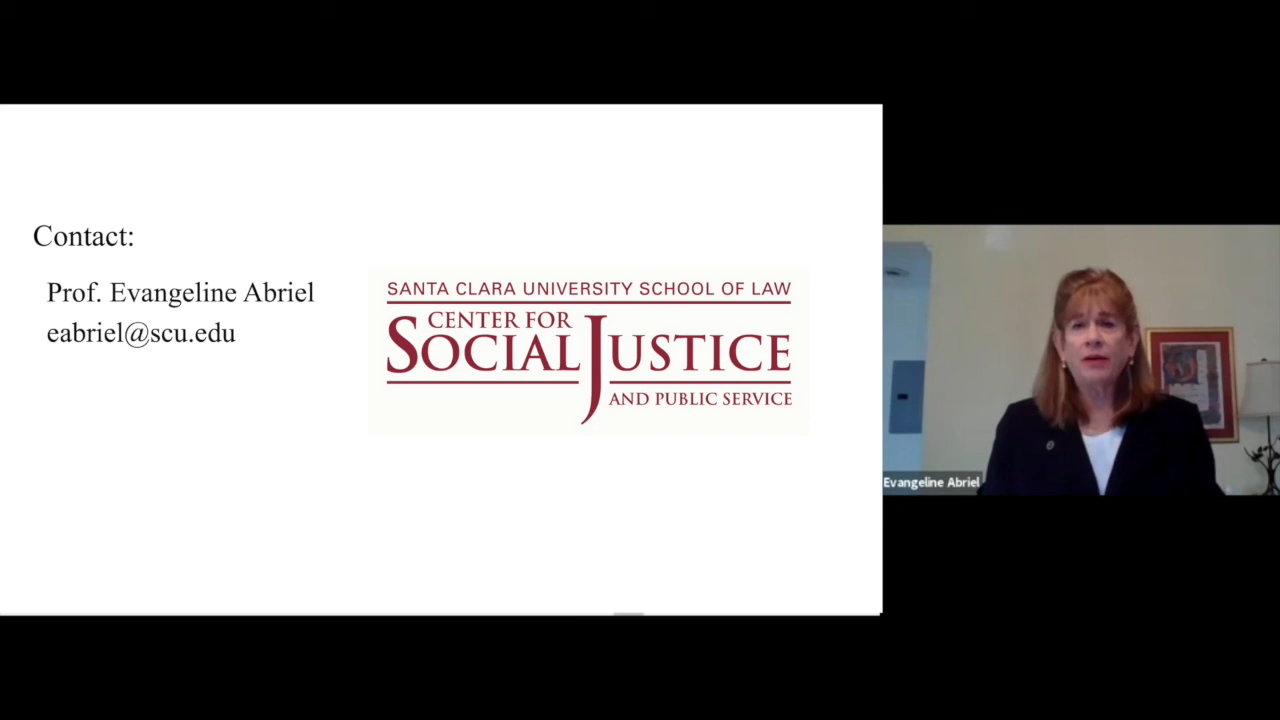 Contact:
Prof. Evangeline Abriel
eabriel@scu.edu
SANTA CLARA UNIVERSITY SCHOOL OF LAW
CENTER FOR
SOCIAL JUSTICE
AND PUBLIC SERVICE
Evangeline Abriel